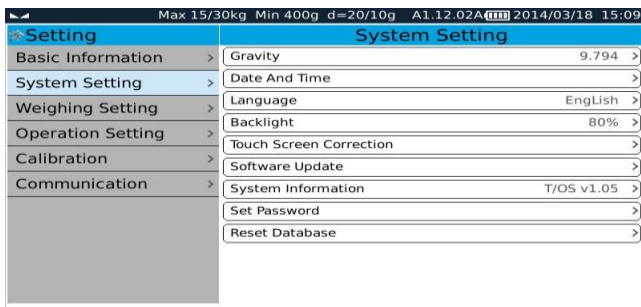 Max 15/30kg Min 400g d=20/10g A1.12.02A 2014/03/18 15:09
Setting
System Setting
Basic Information >
System Setting >
Weighing Setting >
Operation Setting >
Calibration >
Communication >
Gravity 9.794 >
Date And Time >
Language EngLish >
Backlight 80% >
Touch Screen Correction >
Software Update >
System Information T/OS v1.05 >
Set Password >
Reset Database >